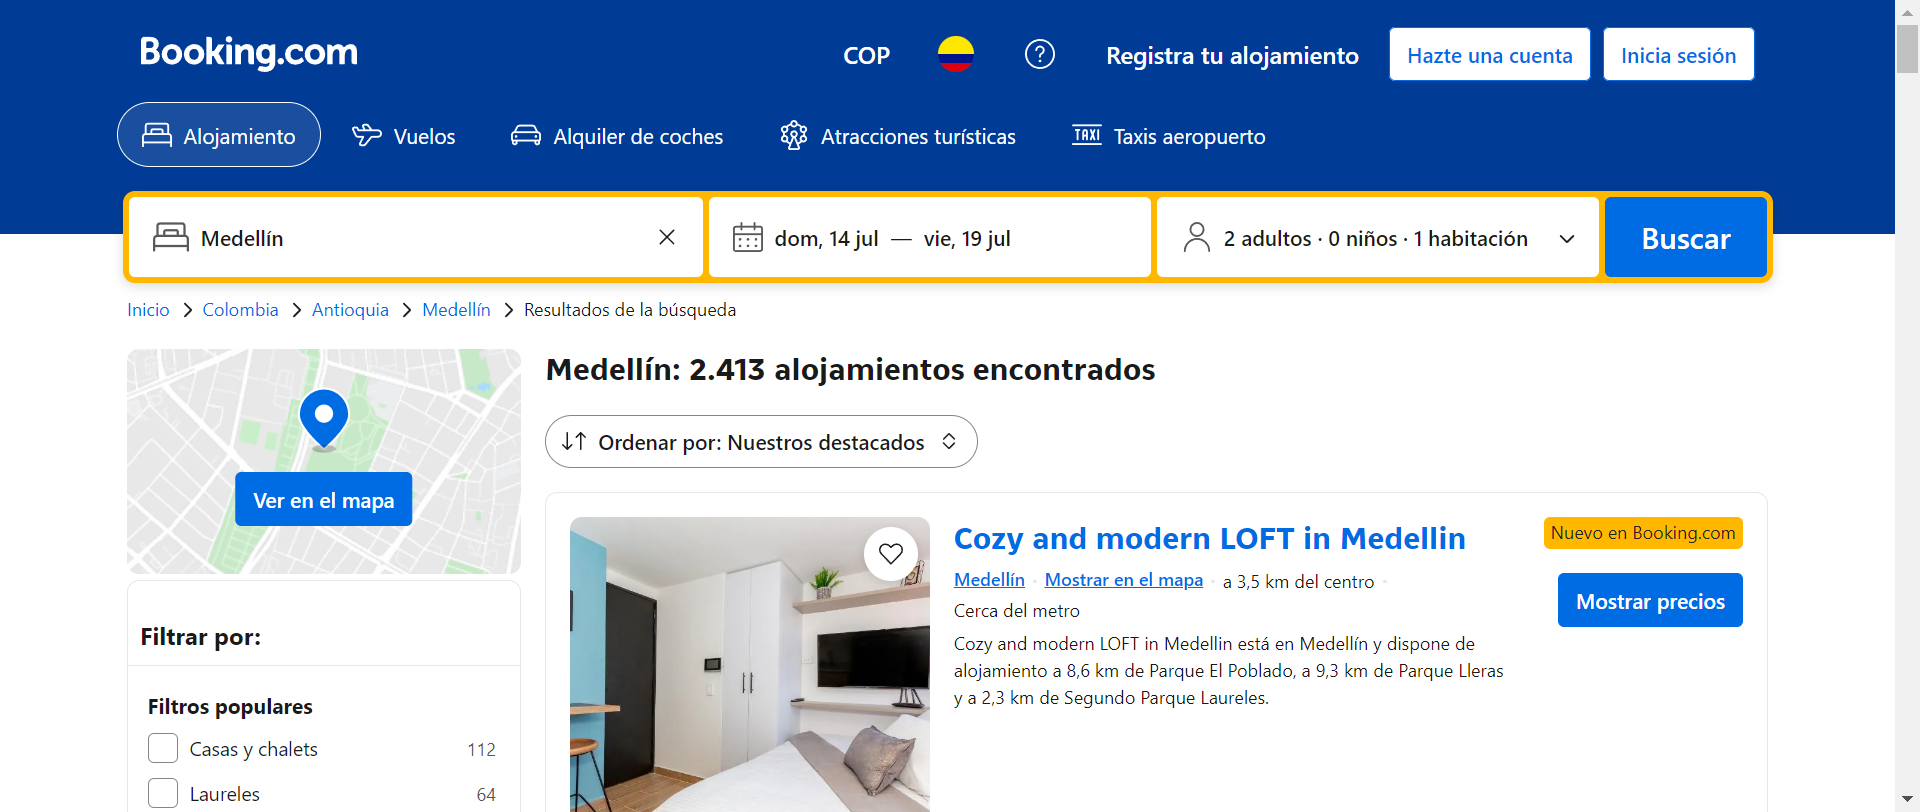 Booking.com
COP
Registra tu alojamiento
Hazte una cuenta
Inicia sesión
Alojamiento
Vuelos
Alquiler de coches
Atracciones turísticas
TAXI
Taxis aeropuerto
Medellín
dom, 14 jul — vie, 19 jul
2 adultos · 0 niños · 1 habitación
Buscar
Inicio
Colombia
Antioquia
Medellín
Resultados de la búsqueda
Ver en el mapa
Filtrar por:
Filtros populares
Casas y chalets 112
Laureles 64
Medellín: 2.413 alojamientos encontrados
Ordenar por: Nuestros destacados
Cozy and modern LOFT in Medellin
Nuevo en Booking.com
Medellín · Mostrar en el mapa · a 3,5 km del centro ·
Cerca del metro
Mostrar precios
Cozy and modern LOFT in Medellin está en Medellín y dispone de
alojamiento a 8,6 km de Parque El Poblado, a 9,3 km de Parque Lleras
y a 2,3 km de Segundo Parque Laureles.